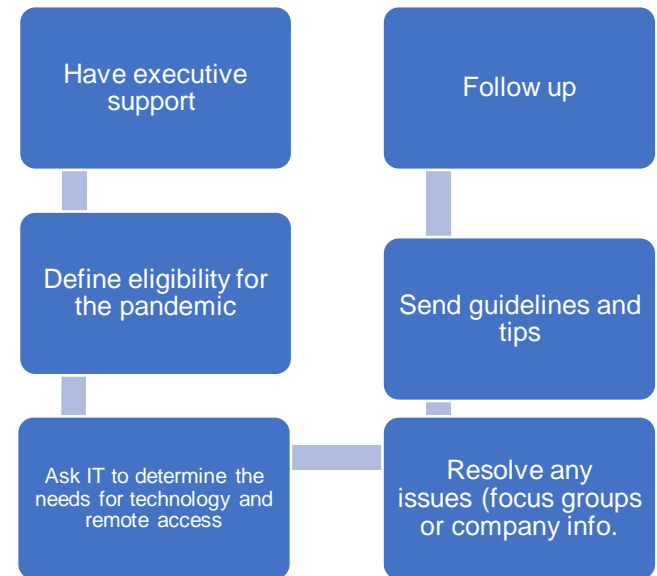 Have executive
support
Define eligibility for
the pandemic
Ask IT to determine the
needs for technology and
remote access
Resolve any
issues (focus groups
or company info.
Send guidelines and
tips
Follow up